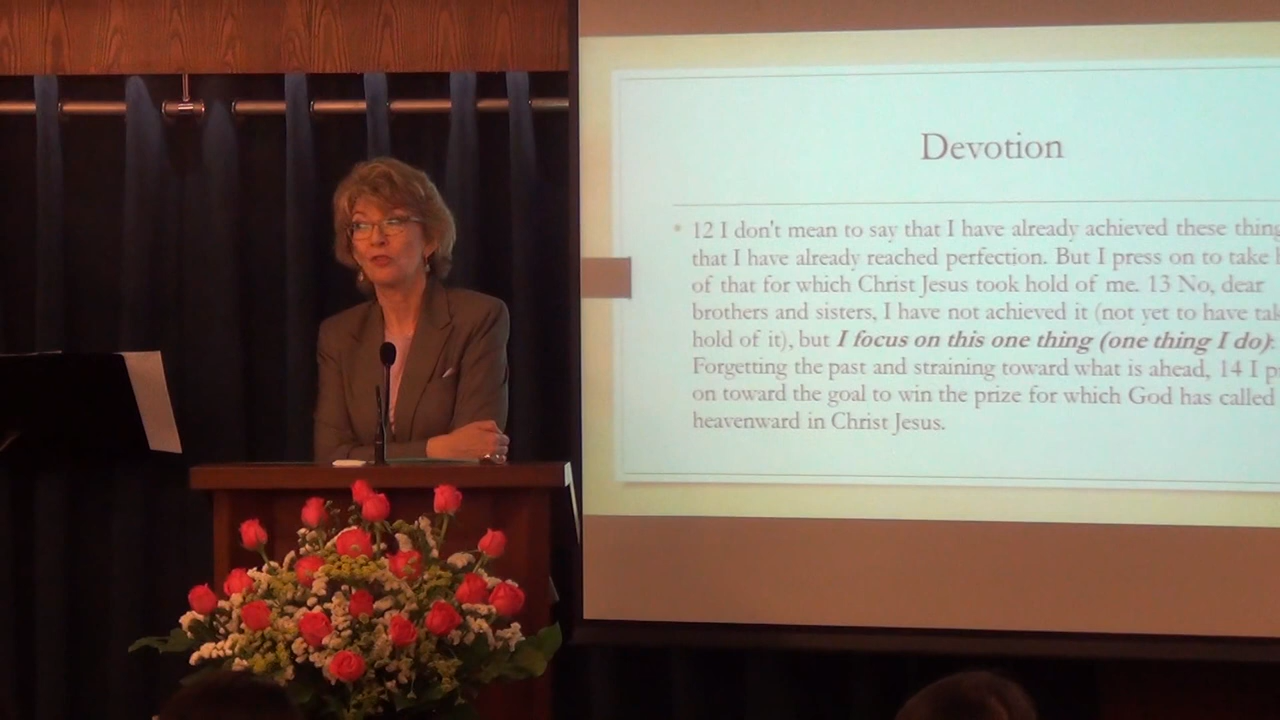 Devotion
• 12 I don't mean to say that I have already achieved these
that I have already reached perfection. But I press on to take
of that for which Christ Jesus took hold of me. 13 No, dear
brothers and sisters, I have not achieved it (not yet to have
hold of it), but I focus on this one thing (one thing I do):
Forgetting the past and straining toward what is ahead, 14 I
on toward the goal to win the prize for which God has called
heavenward in Christ Jesus.